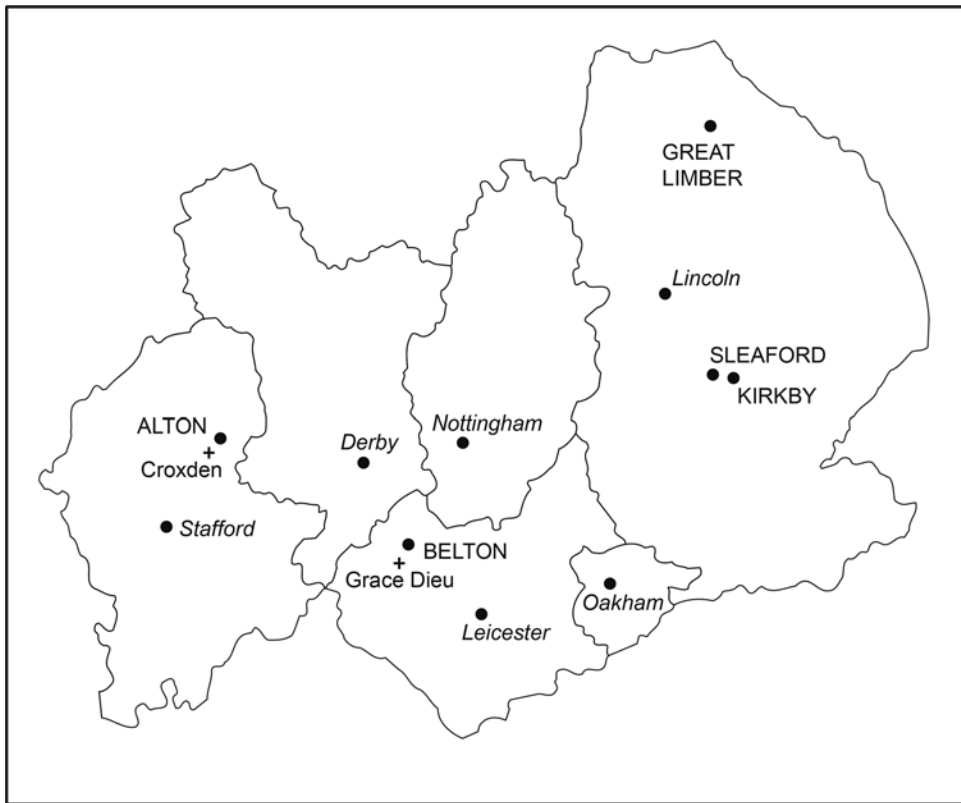 GREAT
LIMBER
Lincoln
SLEAFORD
KIRKBY
ALTON
Croxden
Nottingham
Derby
Stafford
BELTON
Grace Dieu
Oakham
Leicester